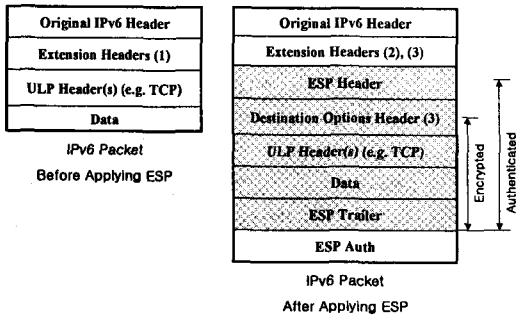 Original IPv6 Header
Extension Headers (1)
ULP Header(s) (e.g. TCP)
Data
IPv6 Packet
Before Applying ESP
Original IPv6 Header
Extension Headers (2), (3)
ESP Header
Destination Options Header (3)
ULP Header(s) (e.g. TCP)
Data
ESP Trailer
ESP Auth
Encrypted
Authenticated
IPv6 Packet
After Applying ESP